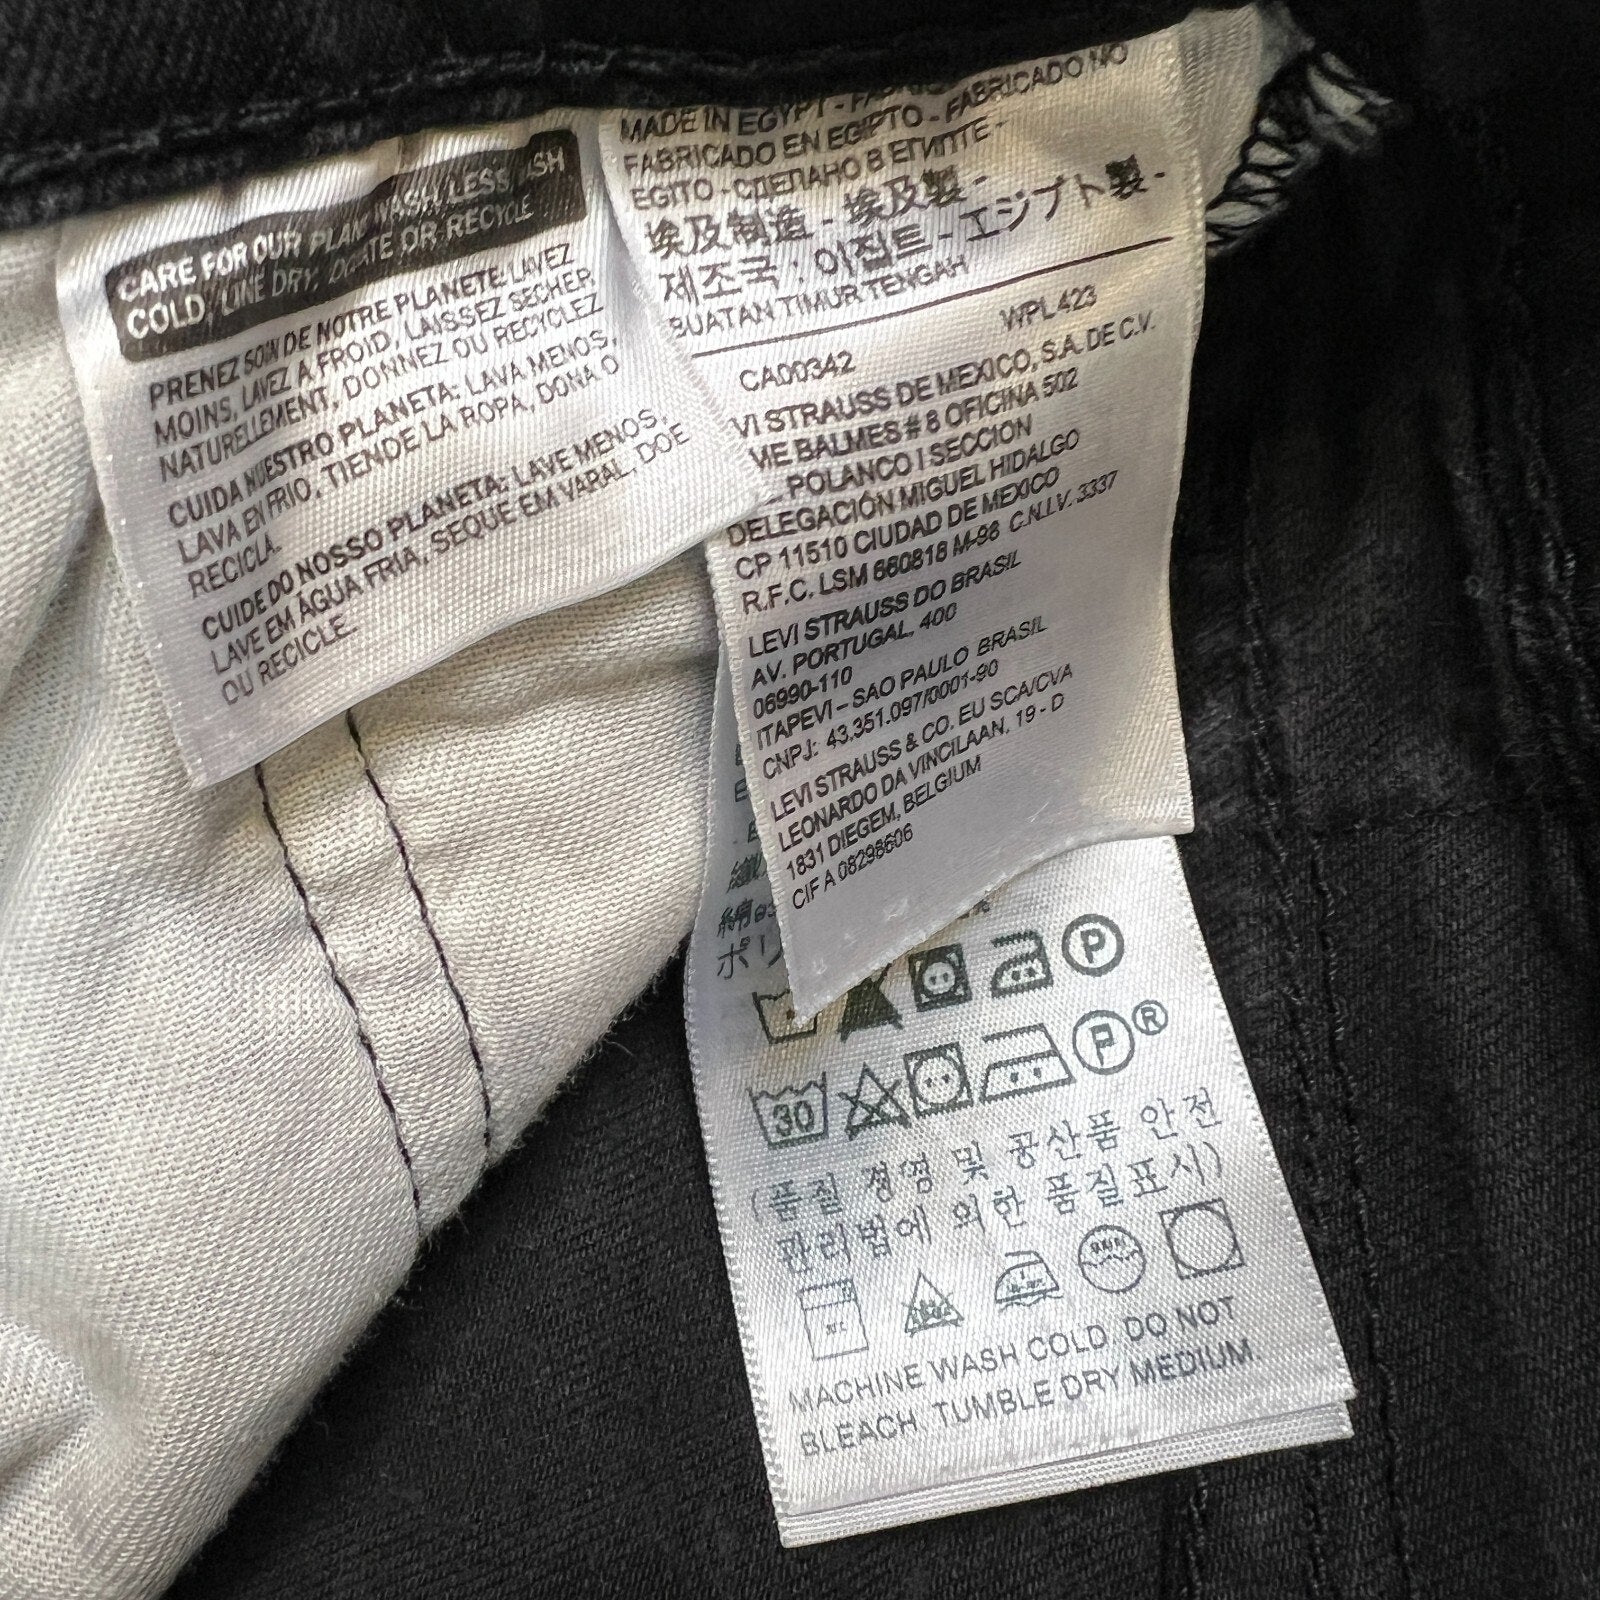 CARE FOR OUR PLANET WASH LESS, WASH
COLD, LINE DRY, DONATE OR RECYCLE
PRENEZ SOIN DE NOTRE PLANETE:LAVEZ
MOINS, LAVEZ A FROID, LAISSEZ SECHER
NATURELLEMENT, DONNEZ OU RECYCLEZ
CUIDA NUESTRO PLANETA: LAVA MENOS,
LAVA EN FRIO, TIENDE LA ROPA, DONA O
RECICLA.
CUIDE DO NOSSO PLANETA: LAVE MENOS,
LAVE EM ÁGUA FRIA, SEQUE EM VARAL, DOE
OU RECICLE.
MADE IN EGYPT -
FABRICADO EN EGIPTO - FABRICADO NO
EGITO - СДЕЛАНО В ЕГИПТЕ -
埃及制造 - 埃及製 -
제조국 : 이집트 - エジプト製 -
BUATAN TIMUR TENGAH
WPL 423
CA00342
VI STRAUSS DE MEXICO, S.A. DE C.V.
ME BALMES # 8 OFICINA 502
POLANCO I SECCION
DELEGACIÓN MIGUEL HIDALGO
CP 11510 CIUDAD DE MEXICO
R.F.C. LSM 660818 M-98 C.N.I.V. 3337
LEVI STRAUSS DO BRASIL
AV. PORTUGAL, 400
06990-110
ITAPEVI – SAO PAULO BRASIL
CNPJ: 43.351.097/0001-90
LEVI STRAUSS & CO. EU SCA/CVA
LEONARDO DA VINCILAAN, 19 - D
1831 DIEGEM, BELGIUM
CIF A 08298606
ポリ
P
P ®
30
(품질 경영 및 공산품 안전
관리법에 의한 품질표시)
MACHINE WASH COLD. DO NOT
BLEACH. TUMBLE DRY MEDIUM.